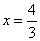 x = 4/3